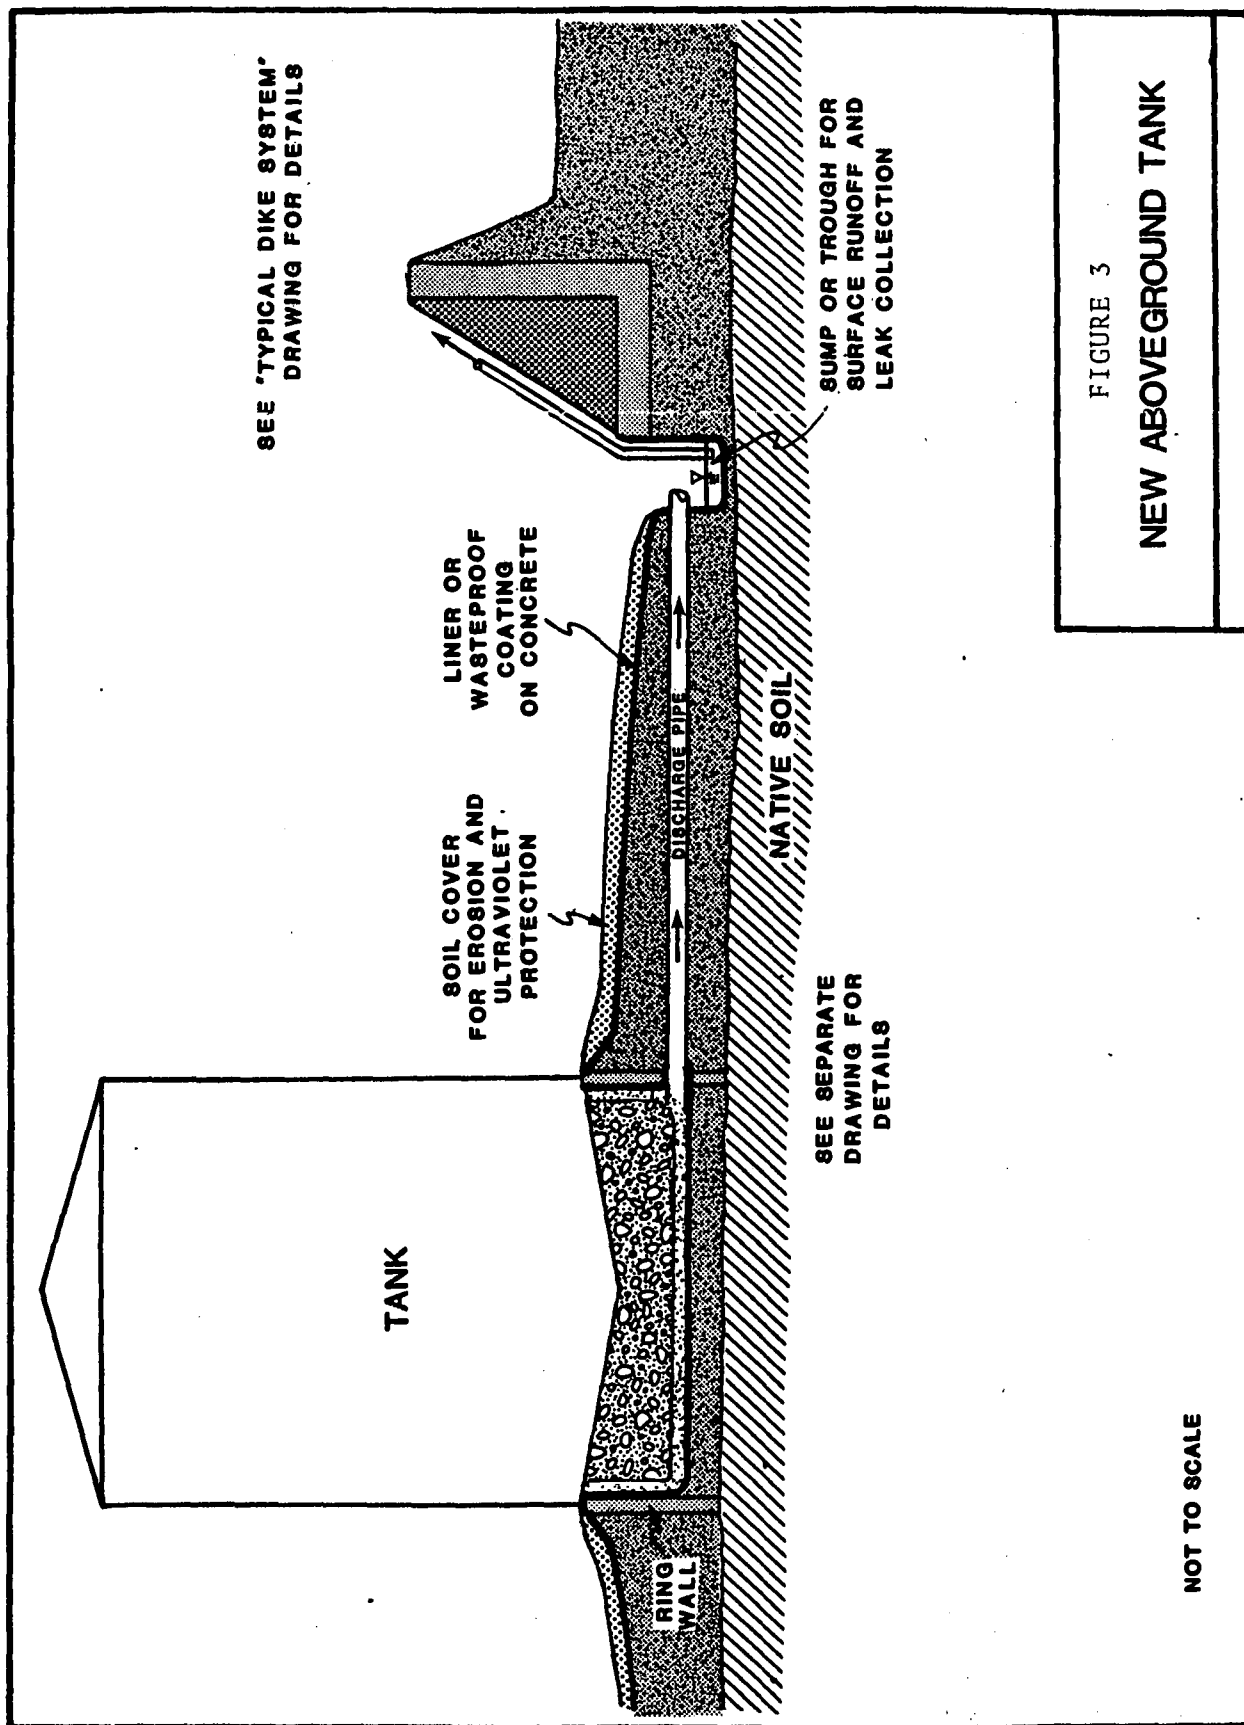 SEE "TYPICAL DIKE SYSTEM"
DRAWING FOR DETAILS
LINER OR
WASTEPROOF
COATING
ON CONCRETE
SOIL COVER
FOR EROSION AND
ULTRAVIOLET
PROTECTION
TANK
SUMP OR TROUGH FOR
SURFACE RUNOFF AND
LEAK COLLECTION
DISCHARGE PIPE
NATIVE SOIL
RING
WALL
SEE SEPARATE
DRAWING FOR
DETAILS
NOT TO SCALE
FIGURE 3
NEW ABOVEGROUND TANK